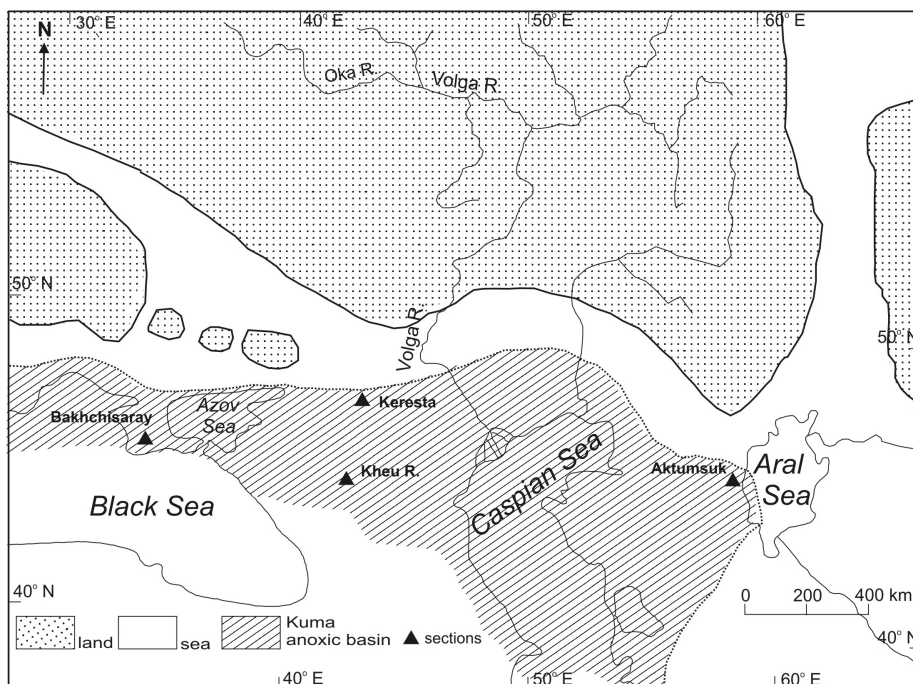 30° E
40° E
50° E
60° E
N
Oka R.
Volga R.
50° N
Volga R.
50° N
Bakhchisaray
Azov
Sea
Keresta
Kheu R.
Aktumsuk
Aral
Sea
Caspian Sea
Black Sea
40° N
0 200 400 km
land
sea
Kuma
anoxic basin
sections
40° N
40° E
50° E
60° E